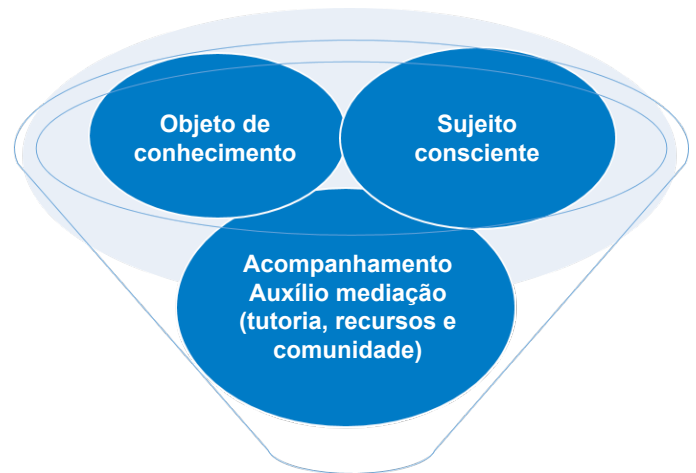 Objeto de
conhecimento
Sujeito
consciente
Acompanhamento
Auxílio mediação
(tutoria, recursos e
comunidade)